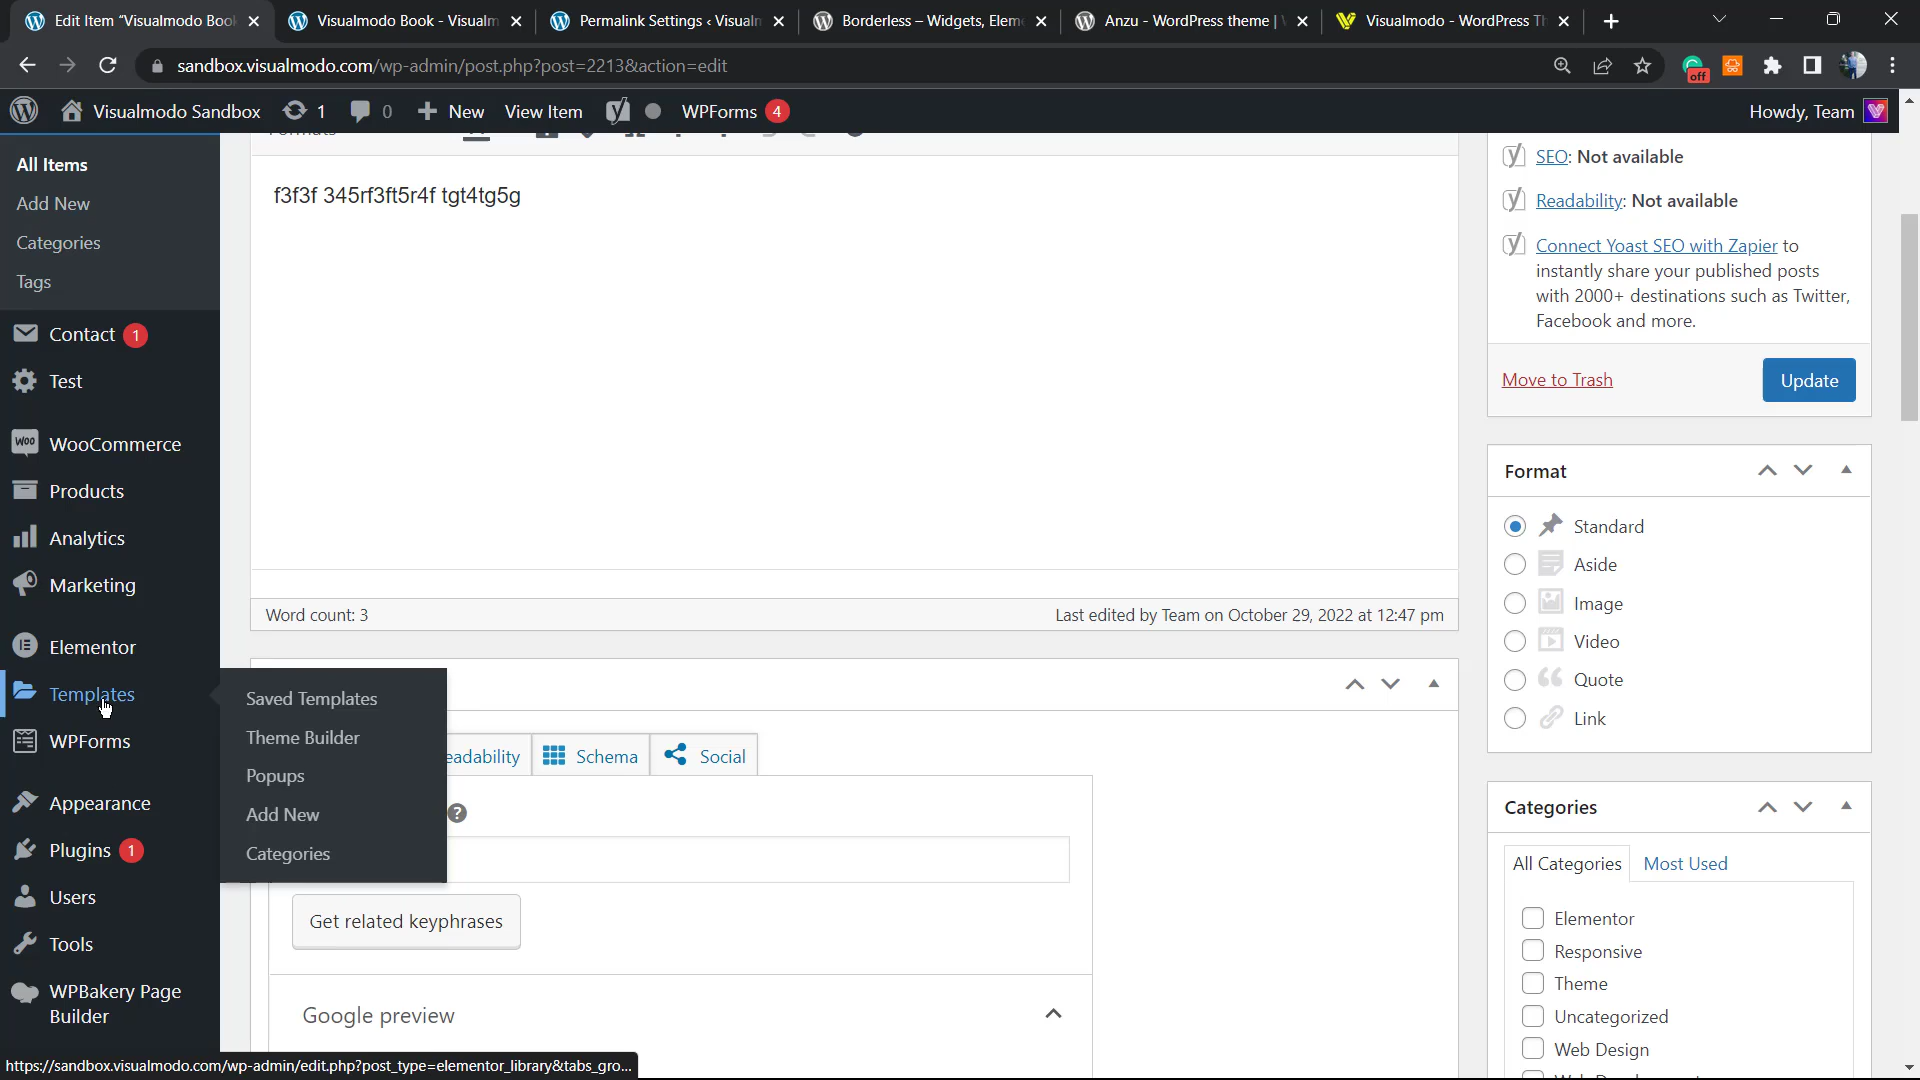 Edit Item "Visualmodo Book
Visualmodo Book - Visualm
Permalink Settings ‹ Visualm
Borderless – Widgets, Elem
Anzu - WordPress theme |
Visualmodo - WordPress Th
sandbox.visualmodo.com/wp-admin/post.php?post=2213&action=edit
off
Visualmodo Sandbox
1
0
New
View Item
WPForms 4
Howdy, Team
All Items
Add New
Categories
Tags
Contact 1
Test
WooCommerce
Products
Analytics
Marketing
Elementor
Templates
WPForms
Appearance
Plugins 1
Users
Tools
WPBakery Page
Builder
Saved Templates
Theme Builder
Popups
Add New
Categories
f3f3f 345rf3ft5r4f tgt4tg5g
Word count: 3
Last edited by Team on October 29, 2022 at 12:47 pm
eadability
Schema
Social
Get related keyphrases
Google preview
SEO: Not available
Readability: Not available
Connect Yoast SEO with Zapier to
instantly share your published posts
with 2000+ destinations such as Twitter,
Facebook and more.
Move to Trash
Update
Format
Standard
Aside
Image
Video
Quote
Link
Categories
All Categories
Most Used
Elementor
Responsive
Theme
Uncategorized
Web Design
https://sandbox.visualmodo.com/wp-admin/edit.php?post_type=elementor_library&tabs_gro...